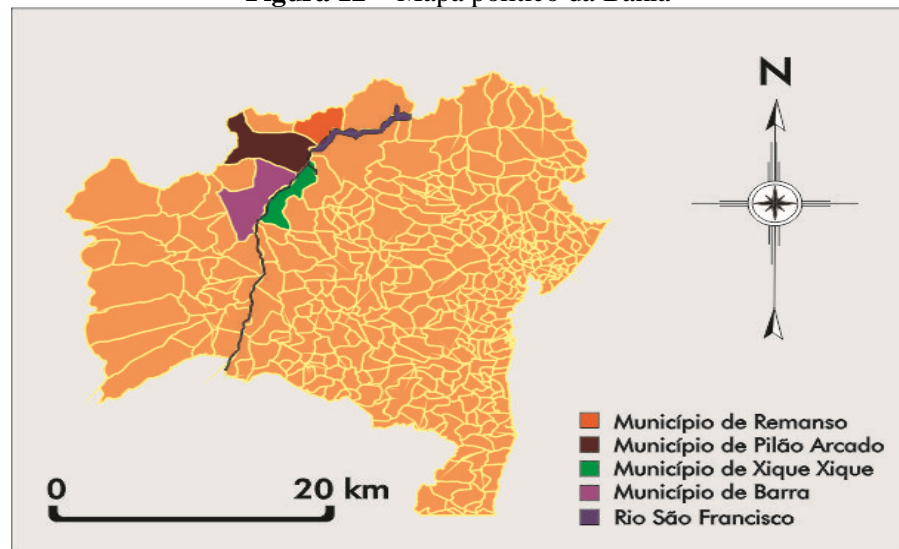 N
Município de Remanso
Município de Pilão Arcado
Município de Xique Xique
Município de Barra
Rio São Francisco
0 20 km